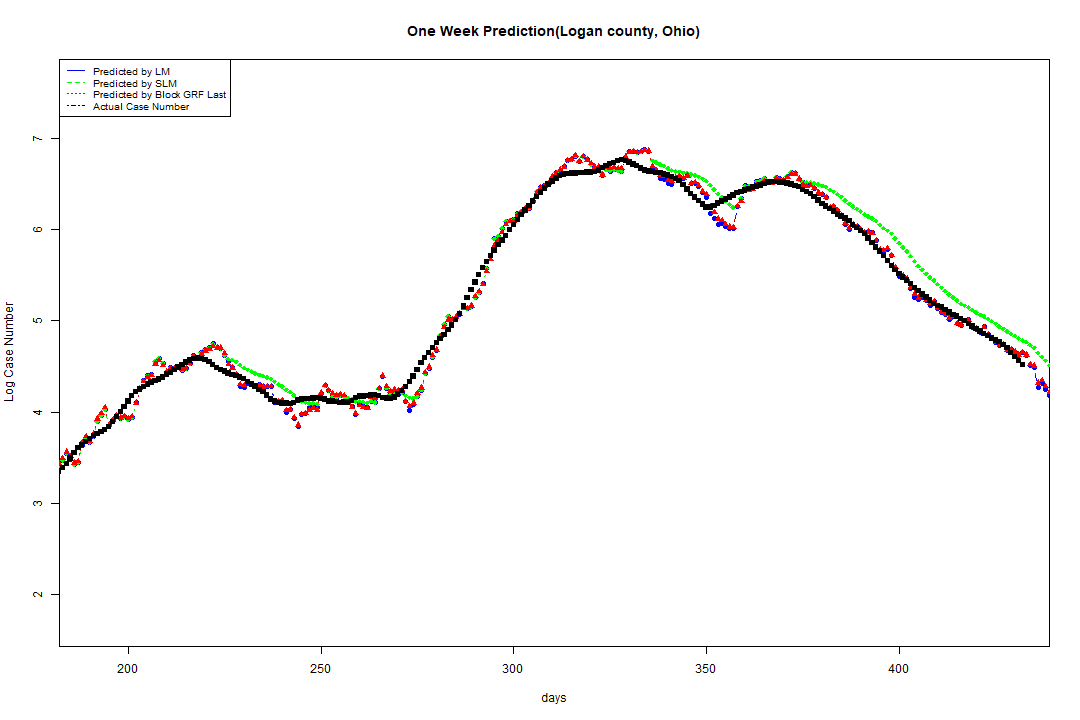 One Week Prediction(Logan county, Ohio)
Predicted by LM
Predicted by SLM
Predicted by Block GRF Last
Actual Case Number
7
6
5
4
3
2
Log Case Number
200 250 300 350 400
days